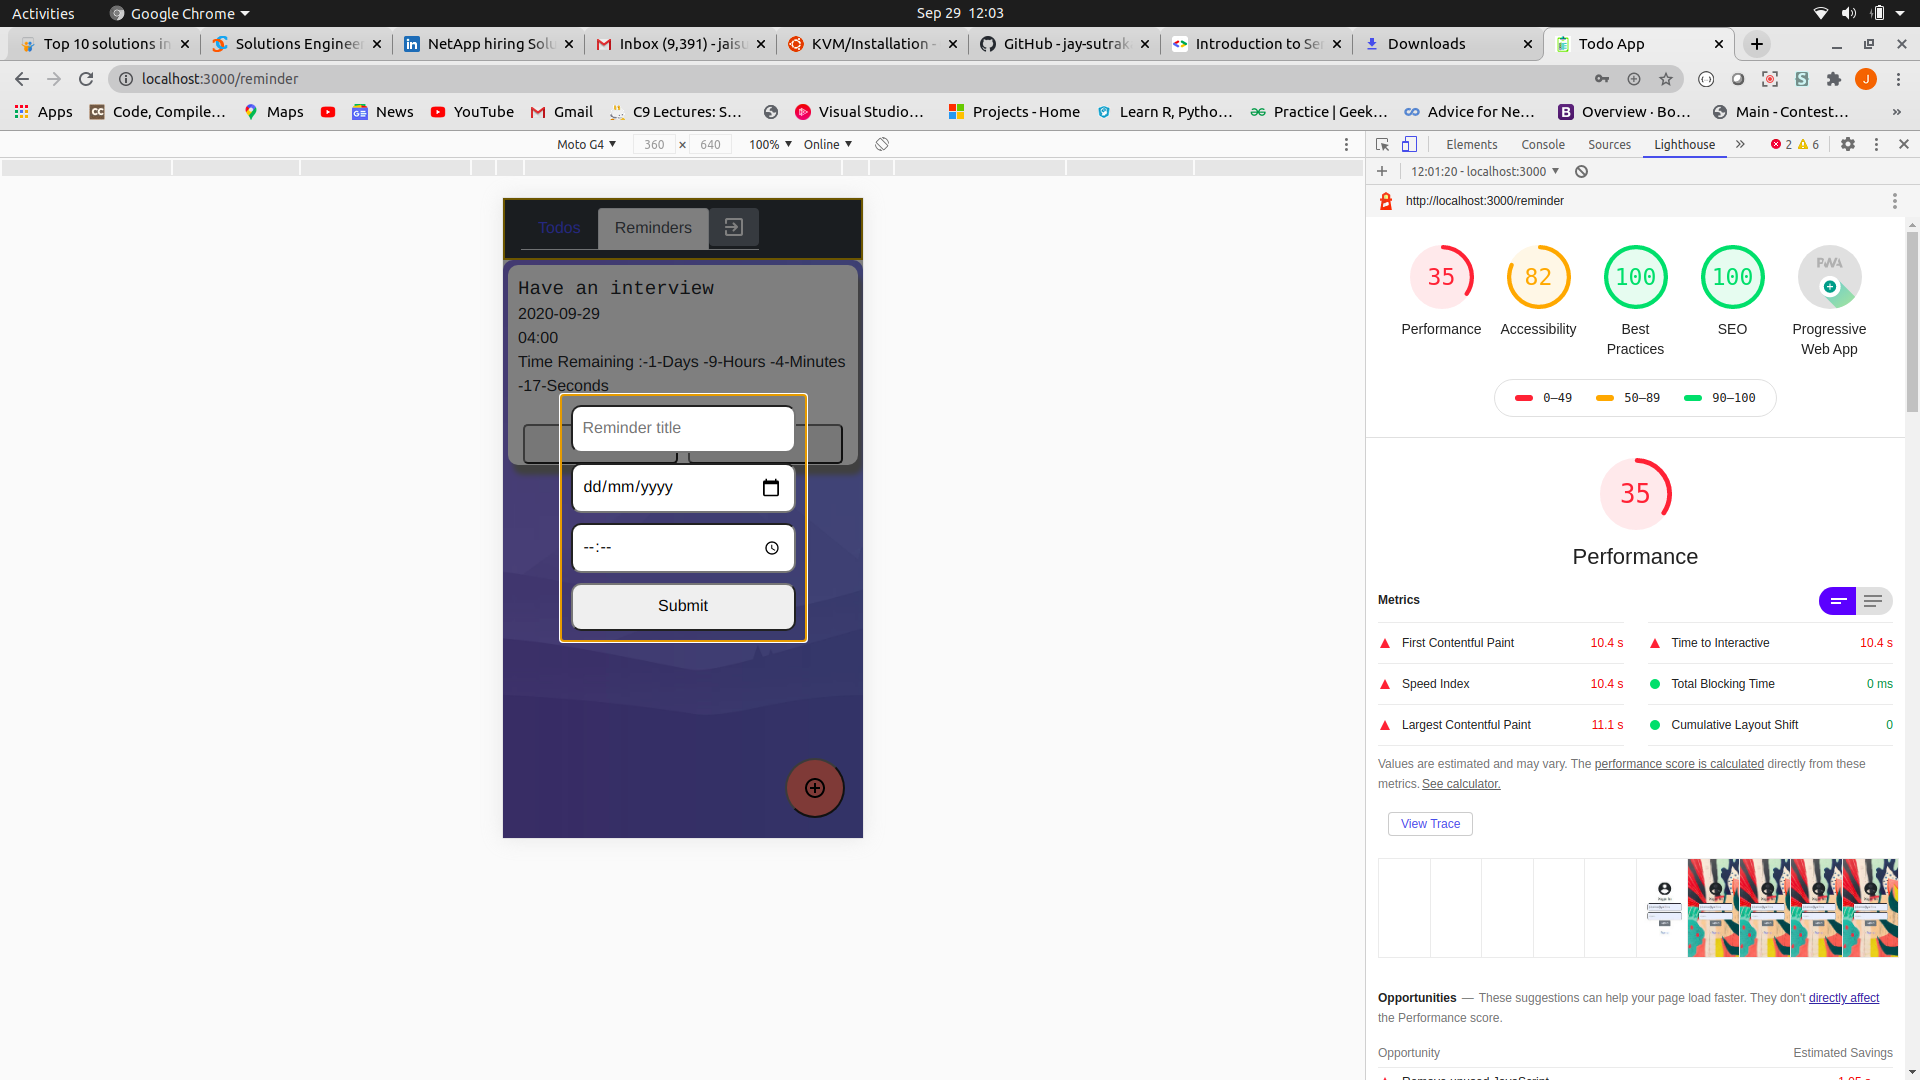 Activities Google Chrome Sep 29 12:03
Top 10 solutions in Solutions Enginee NetApp hiring Solu Inbox (9,391) - jaisu KVM/Installation - GitHub - jay-sutrak Introduction to Se Downloads Todo App
localhost:3000/reminder J
Apps Code, Compile... Maps News YouTube Gmail C9 Lectures: S... Visual Studio... Projects - Home Learn R, Pytho... Practice | Geek... Advice for Ne... Overview · Bo... Main - Contest... »
Moto G4 360 × 640 100% Online
Elements Console Sources Lighthouse » 2 6
12:01:20 - localhost:3000
http://localhost:3000/reminder
Todos Reminders
Have an interview
2020-09-29
04:00
Time Remaining :-1-Days -9-Hours -4-Minutes
-17-Seconds
Reminder title
dd/mm/yyyy
--:--
Submit
35 82 100 100 PWA
Performance Accessibility Best Practices SEO Progressive Web App
0–49 50–89 90–100
35
Performance
Metrics
First Contentful Paint 10.4 s Time to Interactive 10.4 s
Speed Index 10.4 s Total Blocking Time 0 ms
Largest Contentful Paint 11.1 s Cumulative Layout Shift 0
Values are estimated and may vary. The performance score is calculated directly from these
metrics. See calculator.
View Trace
Opportunities — These suggestions can help your page load faster. They don't directly affect
the Performance score.
Opportunity Estimated Savings
Remove unused JavaScript